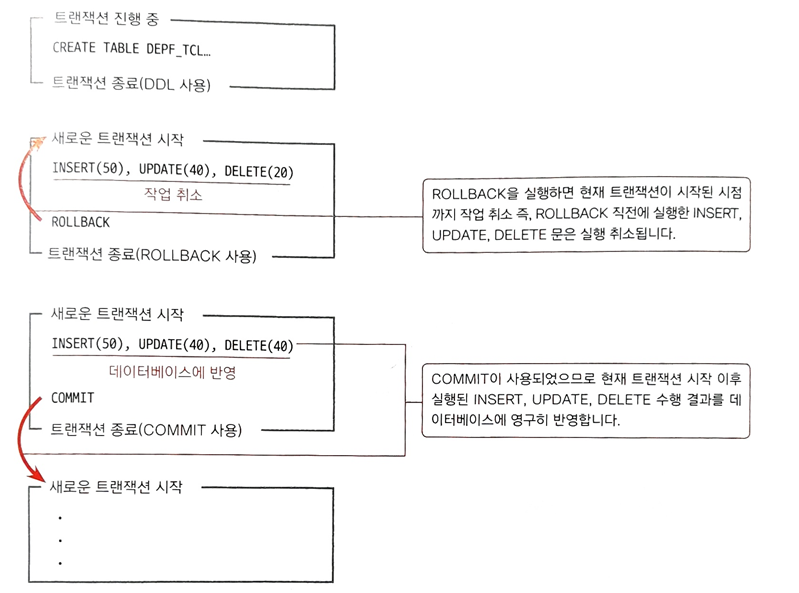 트랜잭션 진행 중
CREATE TABLE DEPF_TCL…
트랜잭션 종료(DDL 사용)
새로운 트랜잭션 시작
INSERT(50), UPDATE(40), DELETE(20)
작업 취소
ROLLBACK
트랜잭션 종료(ROLLBACK 사용)
ROLLBACK을 실행하면 현재 트랜잭션이 시작된 시점
까지 작업 취소 즉, ROLLBACK 직전에 실행한 INSERT,
UPDATE, DELETE 문은 실행 취소됩니다.
새로운 트랜잭션 시작
INSERT(50), UPDATE(40), DELETE(40)
데이터베이스에 반영
COMMIT
트랜잭션 종료(COMMIT 사용)
COMMIT이 사용되었으므로 현재 트랜잭션 시작 이후
실행된 INSERT, UPDATE, DELETE 수행 결과를 데
이터베이스에 영구히 반영합니다.
새로운 트랜잭션 시작
.
.
.